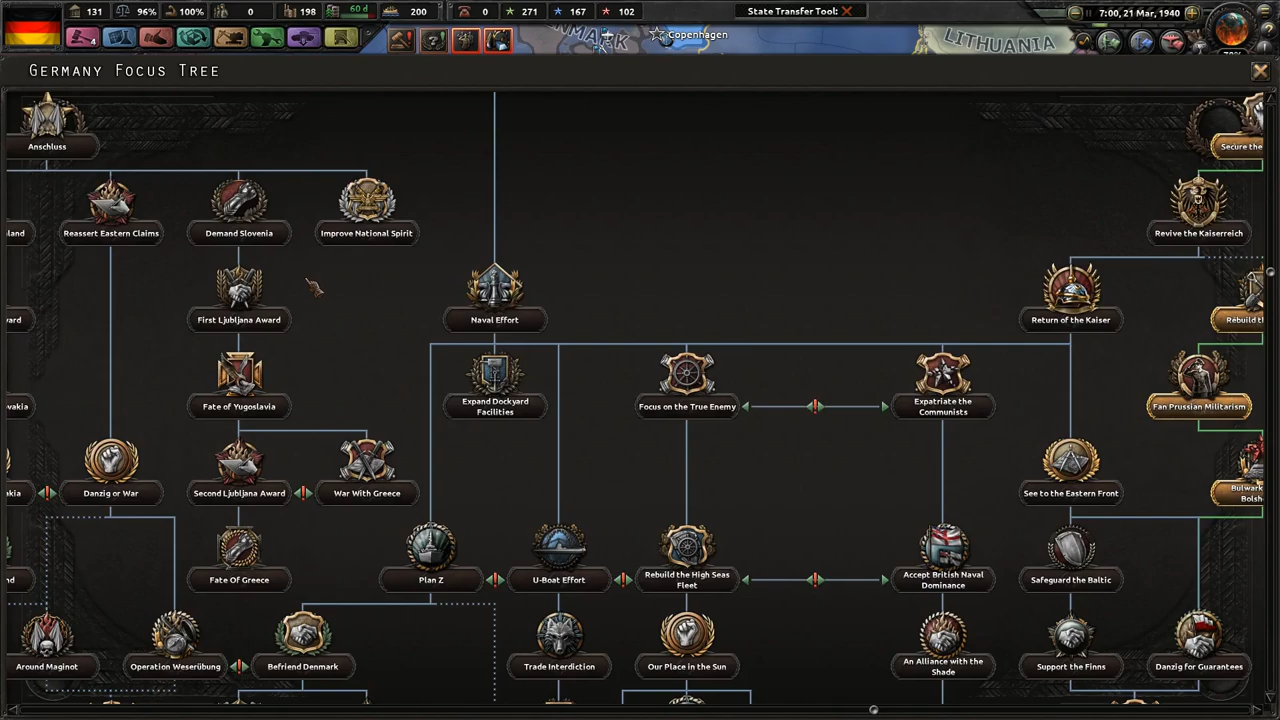 131 96% 100% 0 198 60 d 200 0 271 167 102 State Transfer Tool: 7:00, 21 Mar, 1940
4
Copenhagen
LITHUANIA
Germany Focus Tree
Anschluss
Secure the
land
Reassert Eastern Claims
Demand Slovenia
Improve National Spirit
Revive the Kaiserreich
ward
First Ljubljana Award
Naval Effort
Return of the Kaiser
Rebuild th
vakia
Fate of Yugoslavia
Expand Dockyard
Facilities
Focus on the True Enemy
Expatriate the
Communists
Fan Prussian Militarism
kia
Danzig or War
Second Ljubljana Award
War With Greece
See to the Eastern Front
Bulwark
Bolsh
nd
Fate Of Greece
Plan Z
U-Boat Effort
Rebuild the High Seas
Fleet
Accept British Naval
Dominance
Safeguard the Baltic
Around Maginot
Operation Weserübung
Befriend Denmark
Trade Interdiction
Our Place in the Sun
An Alliance with the
Shade
Support the Finns
Danzig for Guarantees